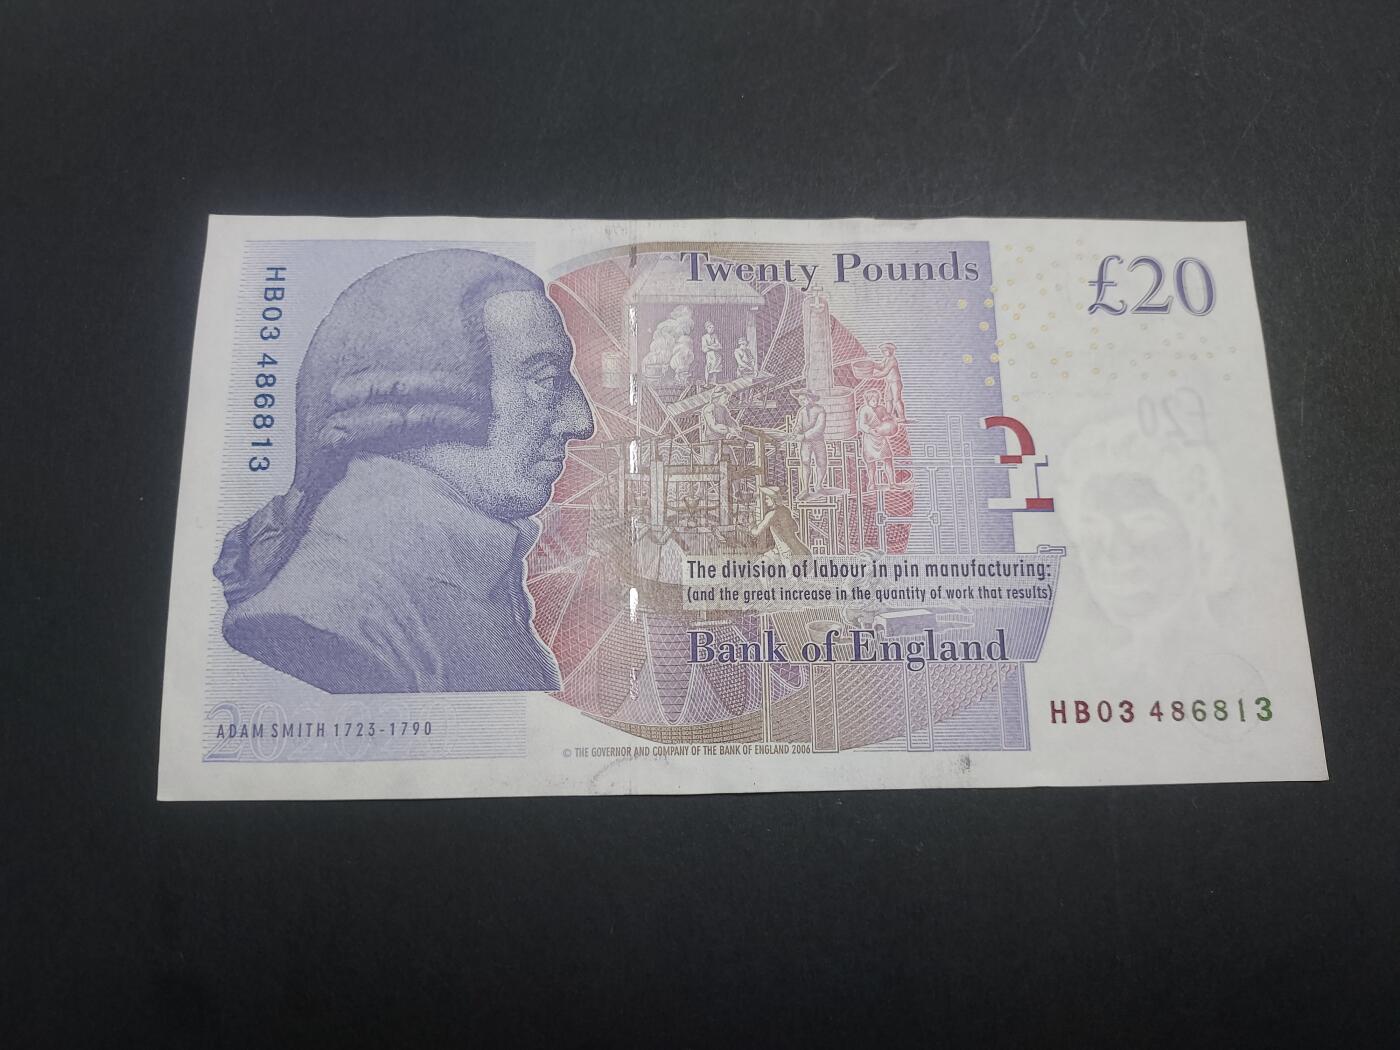 HB03 486813
Twenty Pounds
£20
£20
The division of labour in pin manufacturing:
(and the great increase in the quantity of work that results)
Bank of England
HB03 486813
20
ADAM SMITH 1723-1790
© THE GOVERNOR AND COMPANY OF THE BANK OF ENGLAND 2006